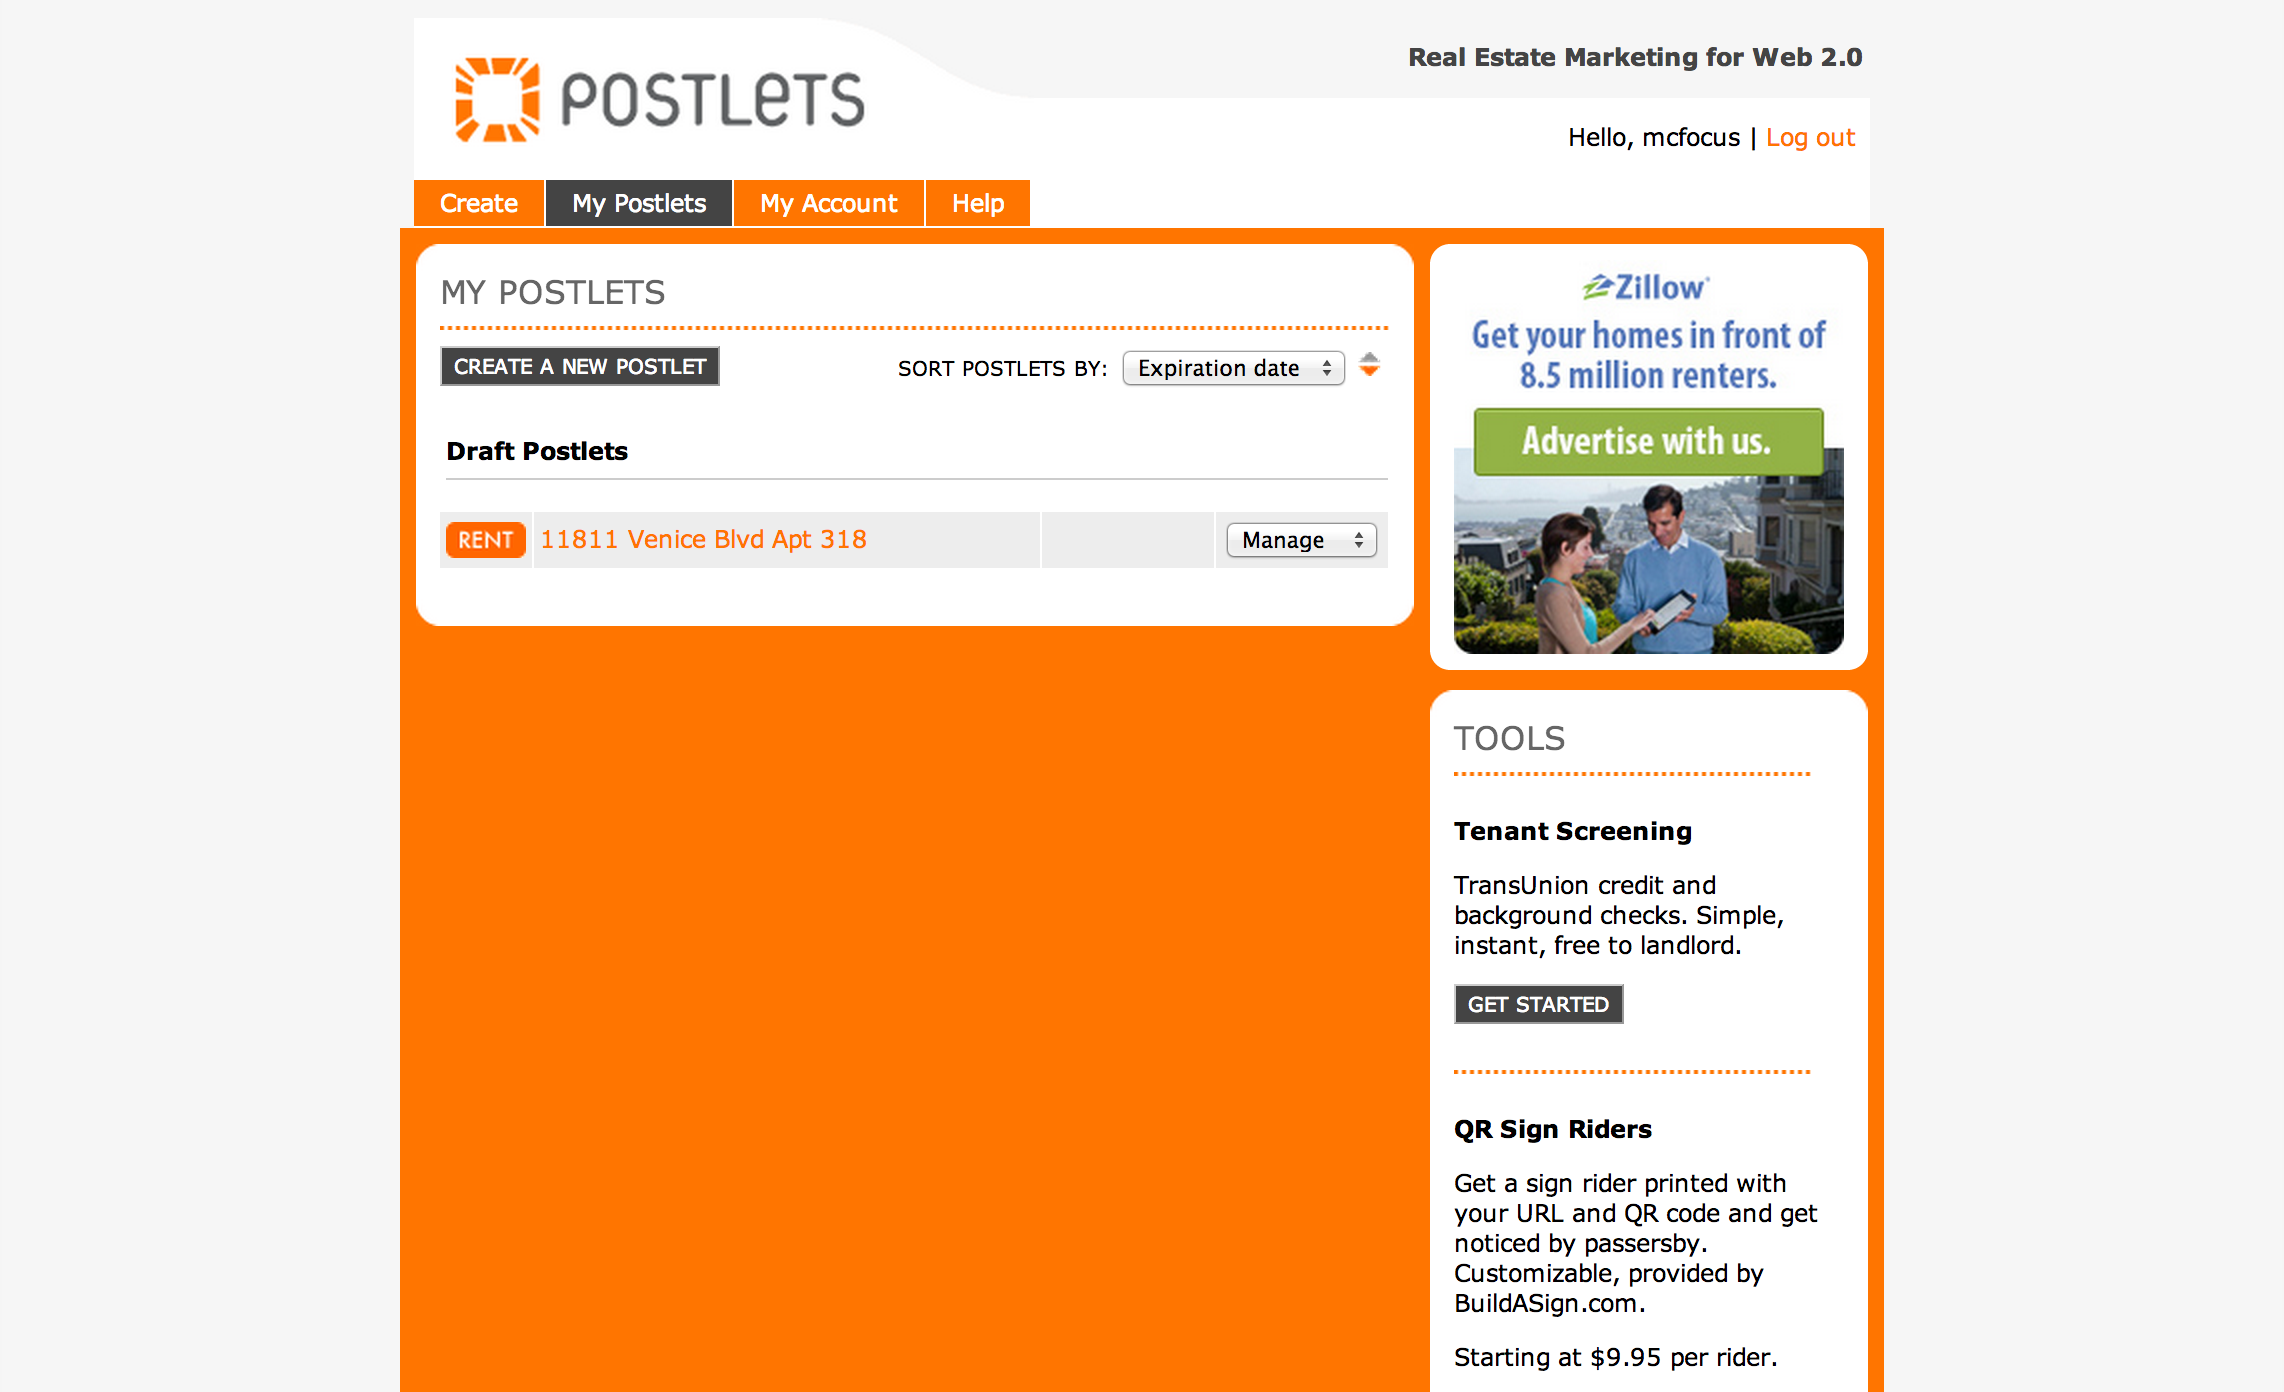 POSTLETS
Real Estate Marketing for Web 2.0
Hello, mcfocus | Log out
Create
My Postlets
My Account
Help
MY POSTLETS
CREATE A NEW POSTLET
SORT POSTLETS BY:
Expiration date
Draft Postlets
RENT
11811 Venice Blvd Apt 318
Manage
Zillow
Get your homes in front of
8.5 million renters.
Advertise with us.
TOOLS
Tenant Screening
TransUnion credit and
background checks. Simple,
instant, free to landlord.
GET STARTED
QR Sign Riders
Get a sign rider printed with
your URL and QR code and get
noticed by passersby.
Customizable, provided by
BuildASign.com.
Starting at $9.95 per rider.